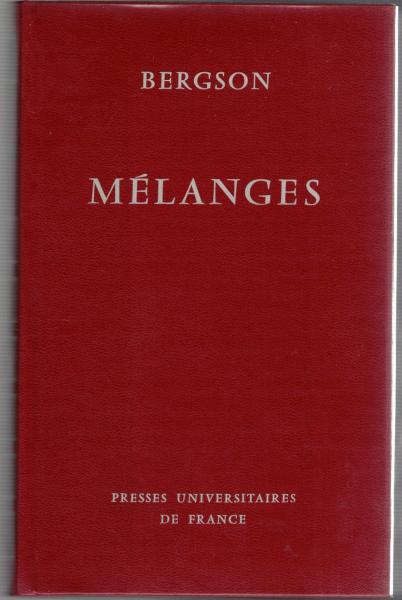 BERGSON
MÉLANGES
PRESSES UNIVERSITAIRES
DE FRANCE